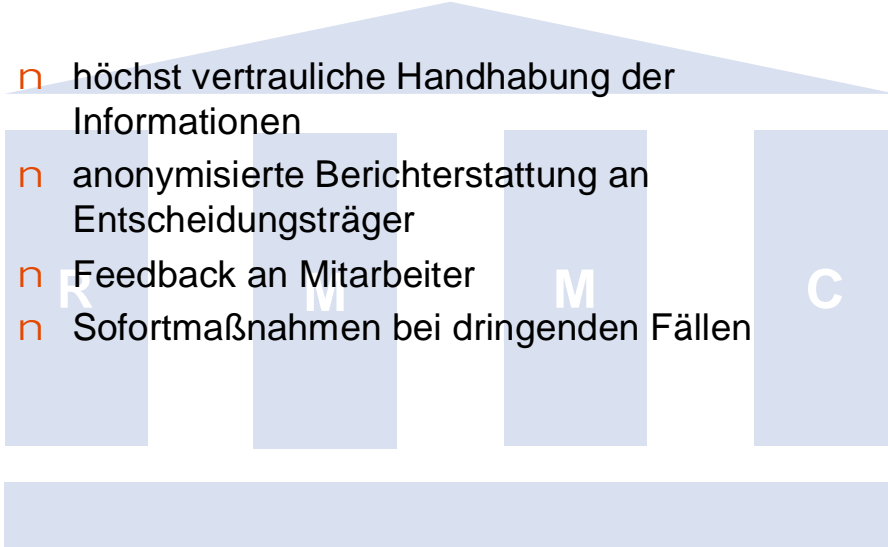 n höchst vertrauliche Handhabung der
Informationen
n anonymisierte Berichterstattung an
Entscheidungsträger
n Feedback an Mitarbeiter
R M M C
n Sofortmaßnahmen bei dringenden Fällen